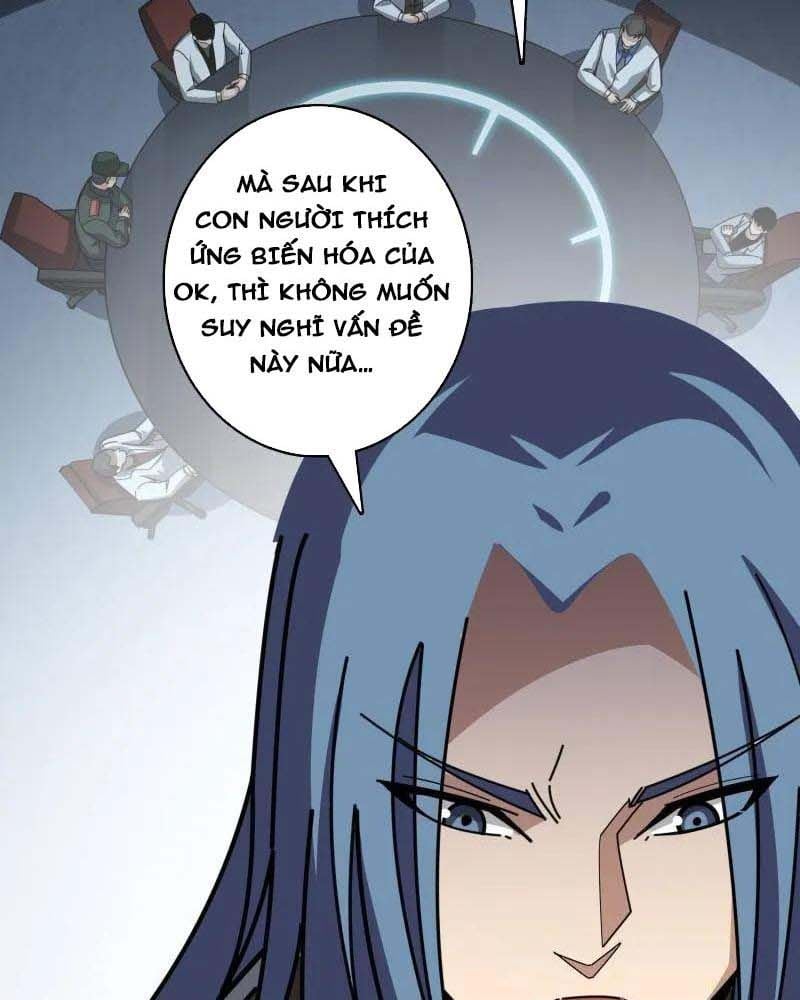 MÀ SAU KHI
CON NGƯỜI THÍCH
ỨNG BIẾN HÓA CỦA
OK, THÌ KHÔNG MUỐN
SUY NGHĨ VẤN ĐỀ
NÀY NỮA...